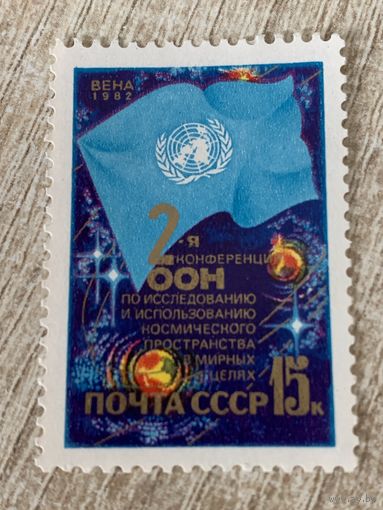 ВЕНА
1982
2-я
КОНФЕРЕНЦИЯ
ООН
ПО ИССЛЕДОВАНИЮ
И ИСПОЛЬЗОВАНИЮ
КОСМИЧЕСКОГО
ПРОСТРАНСТВА
В МИРНЫХ
ЦЕЛЯХ
ПОЧТА СССР 15к